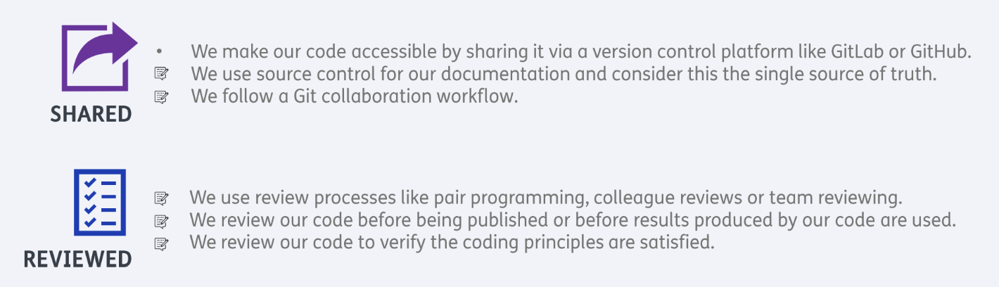 • We make our code accessible by sharing it via a version control platform like GitLab or GitHub.
We use source control for our documentation and consider this the single source of truth.
We follow a Git collaboration workflow.
SHARED
We use review processes like pair programming, colleague reviews or team reviewing.
We review our code before being published or before results produced by our code are used.
We review our code to verify the coding principles are satisfied.
REVIEWED